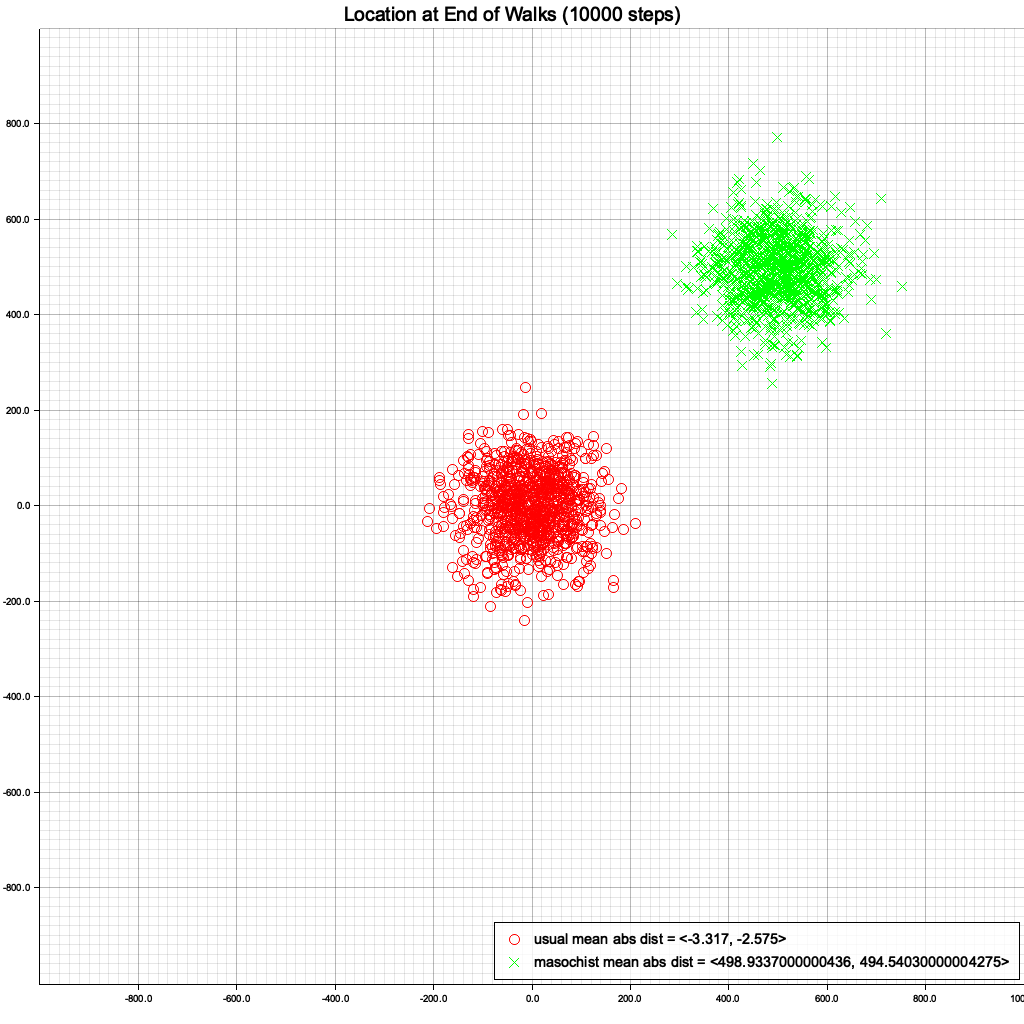 Location at End of Walks (10000 steps)
800.0
600.0
400.0
200.0
0.0
-200.0
-400.0
-600.0
-800.0
usual mean abs dist = <-3.317, -2.575>
masochist mean abs dist = <498.9337000000436, 494.54030000004275>
-800.0 -600.0 -400.0 -200.0 0.0 200.0 400.0 600.0 800.0 100